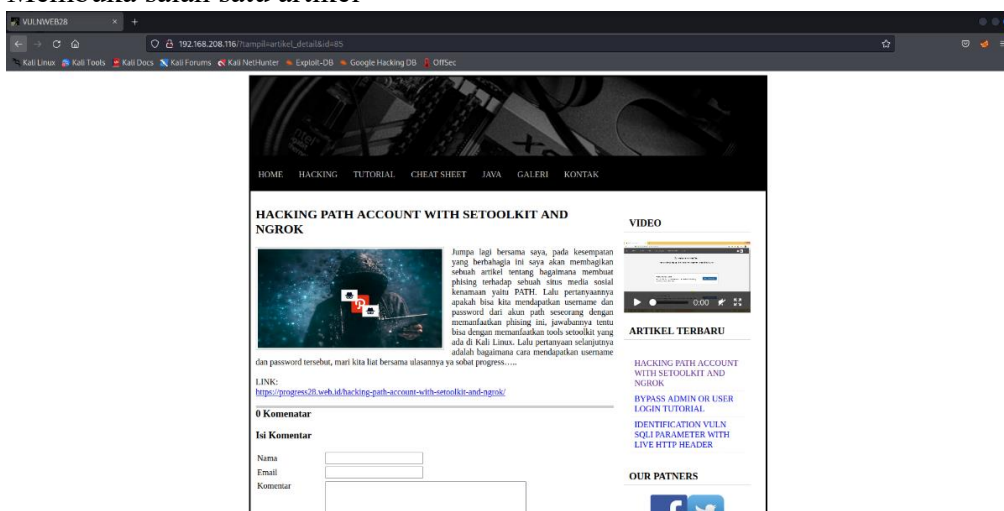 Membuka salah satu artikel
VULNWEB28
192.168.208.116/?tampil=artikel_detail&id=85
Kali Linux Kali Tools Kali Docs Kali Forums Kali NetHunter Exploit-DB Google Hacking DB OffSec
HOME HACKING TUTORIAL CHEAT SHEET JAVA GALERI KONTAK
HACKING PATH ACCOUNT WITH SETOOLKIT AND
NGROK
Jumpa lagi bersama saya, pada kesempatan
yang berbahagia ini saya akan membagikan
sebuah artikel tentang bagaimana membuat
phising terhadap sebuah situs media sosial
kenamaan yaitu PATH. Lalu pertanyaannya
apakah bisa kita mendapatkan username dan
password dari akun path seseorang dengan
memanfaatkan phising ini, jawabannya tentu
bisa dengan memanfaatkan tools setoolkit yang
ada di Kali Linux. Lalu pertanyaan selanjutnya
adalah bagaimana cara mendapatkan username
dan password tersebut, mari kita liat bersama ulasannya ya sobat progress…..
LINK:
https://progress28.web.id/hacking-path-account-with-setoolkit-and-ngrok/
0 Komenatar
Isi Komentar
Nama
Email
Komentar
VIDEO
0:00
ARTIKEL TERBARU
HACKING PATH ACCOUNT
WITH SETOOLKIT AND
NGROK
BYPASS ADMIN OR USER
LOGIN TUTORIAL
IDENTIFICATION VULN
SQLI PARAMETER WITH
LIVE HTTP HEADER
OUR PATNERS